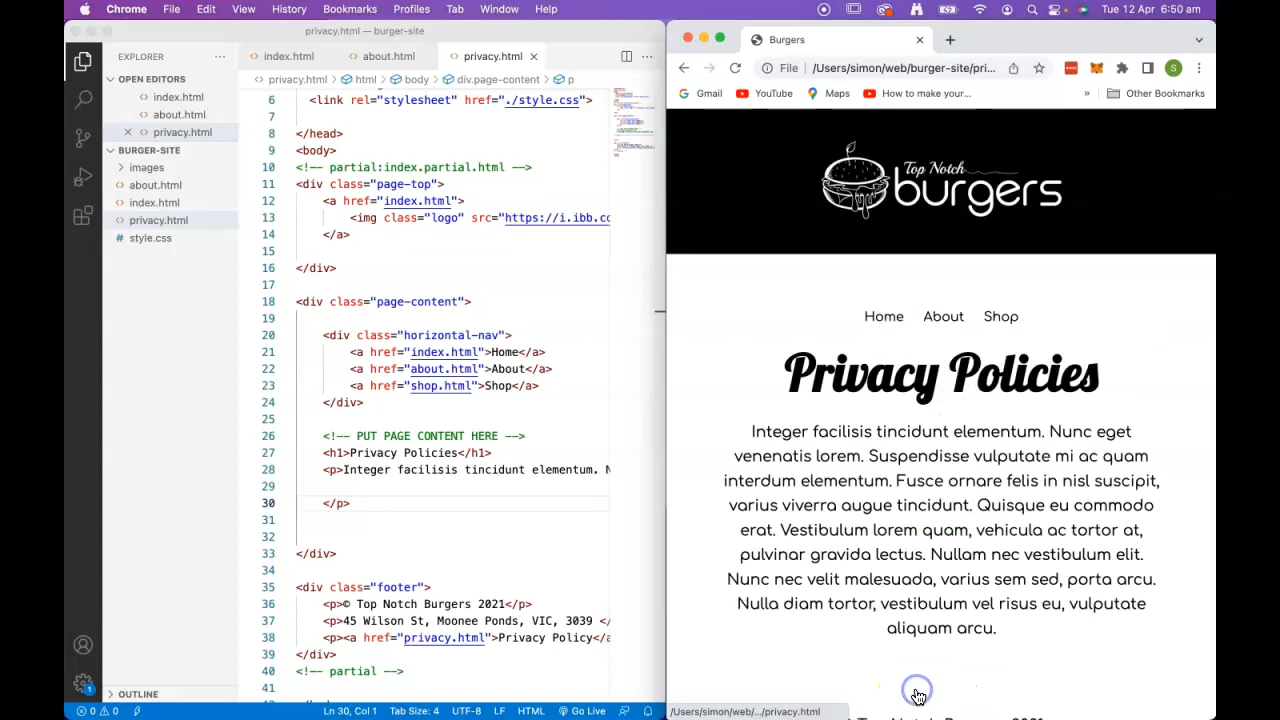 Chrome File Edit View History Bookmarks Profiles Tab Window Help Tue 12 Apr 6:50 am
privacy.html — burger-site
EXPLORER
OPEN EDITORS
index.html
about.html
privacy.html
BURGER-SITE
images
about.html
index.html
privacy.html
style.css
OUTLINE
index.html about.html privacy.html
privacy.html > html > body > div.page-content > p
6 <link rel="stylesheet" href="./style.css">
7
8 </head>
9 <body>
10 <!-- partial:index.partial.html -->
11 <div class="page-top">
12 <a href="index.html">
13 <img class="logo" src="https://i.ibb.co
14 </a>
15
16 </div>
17
18 <div class="page-content">
19
20 <div class="horizontal-nav">
21 <a href="index.html">Home</a>
22 <a href="about.html">About</a>
23 <a href="shop.html">Shop</a>
24 </div>
25
26 <!-- PUT PAGE CONTENT HERE -->
27 <h1>Privacy Policies</h1>
28 <p>Integer facilisis tincidunt elementum. N
29
30 </p>
31
32
33 </div>
34
35 <div class="footer">
36 <p>© Top Notch Burgers 2021</p>
37 <p>45 Wilson St, Moonee Ponds, VIC, 3039 </
38 <p><a href="privacy.html">Privacy Policy</a
39 </div>
40 <!-- partial -->
41
1
0 0 Ln 30, Col 1 Tab Size: 4 UTF-8 LF HTML Go Live
Burgers
File /Users/simon/web/burger-site/pri... S
Gmail YouTube Maps How to make your... » Other Bookmarks
Top Notch
burgers
Home About Shop
Privacy Policies
Integer facilisis tincidunt elementum. Nunc eget
venenatis lorem. Suspendisse vulputate mi ac quam
interdum elementum. Fusce ornare felis in nisl suscipit,
varius viverra augue tincidunt. Quisque eu commodo
erat. Vestibulum lorem quam, vehicula ac tortor at,
pulvinar gravida lectus. Nullam nec vestibulum elit.
Nunc nec velit malesuada, varius sem sed, porta arcu.
Nulla diam tortor, vestibulum vel risus eu, vulputate
aliquam arcu.
© Top Notch Burgers 2021
/Users/simon/web/.../privacy.html